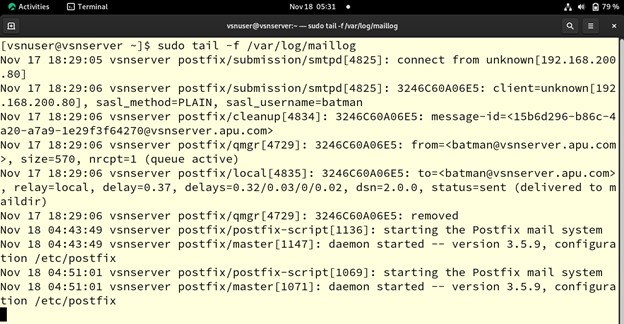 Activities Terminal Nov 18 05:31 79 %
vsnuser@vsnserver:~ — sudo tail -f /var/log/maillog
[vsnuser@vsnserver ~]$ sudo tail -f /var/log/maillog
Nov 17 18:29:05 vsnserver postfix/submission/smtpd[4825]: connect from unknown[192.168.200
.80]
Nov 17 18:29:06 vsnserver postfix/submission/smtpd[4825]: 3246C60A06E5: client=unknown[192
.168.200.80], sasl_method=PLAIN, sasl_username=batman
Nov 17 18:29:06 vsnserver postfix/cleanup[4834]: 3246C60A06E5: message-id=<15b6d296-b86c-4
a20-a7a9-1e29f3f64270@vsnserver.apu.com>
Nov 17 18:29:06 vsnserver postfix/qmgr[4729]: 3246C60A06E5: from=<batman@vsnserver.apu.com
>, size=570, nrcpt=1 (queue active)
Nov 17 18:29:06 vsnserver postfix/local[4835]: 3246C60A06E5: to=<batman@vsnserver.apu.com>
, relay=local, delay=0.37, delays=0.32/0.03/0/0.02, dsn=2.0.0, status=sent (delivered to m
aildir)
Nov 17 18:29:06 vsnserver postfix/qmgr[4729]: 3246C60A06E5: removed
Nov 18 04:43:49 vsnserver postfix/postfix-script[1136]: starting the Postfix mail system
Nov 18 04:43:49 vsnserver postfix/master[1147]: daemon started -- version 3.5.9, configura
tion /etc/postfix
Nov 18 04:51:01 vsnserver postfix/postfix-script[1069]: starting the Postfix mail system
Nov 18 04:51:01 vsnserver postfix/master[1071]: daemon started -- version 3.5.9, configura
tion /etc/postfix